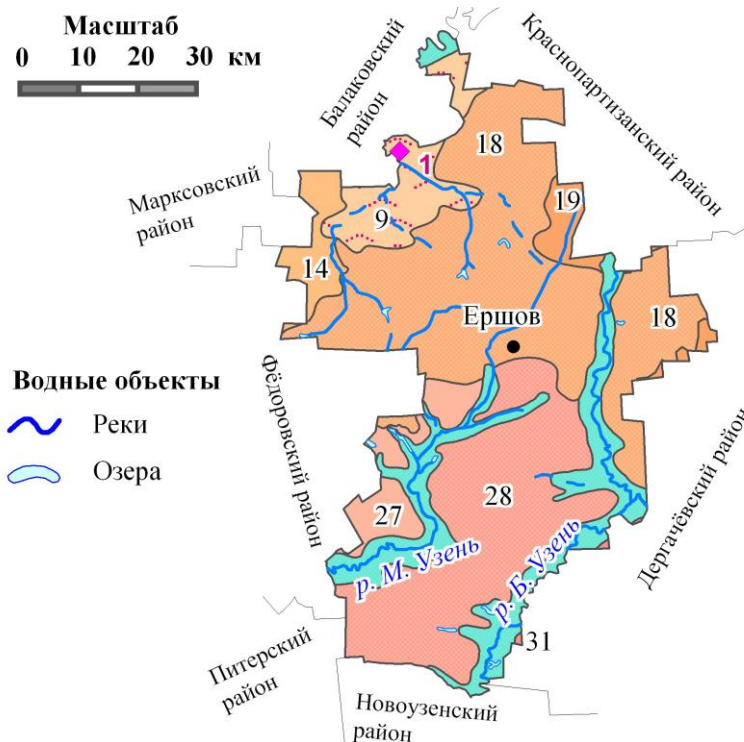 Масштаб
0 10 20 30 км
Балаковский
район
Краснопартизанский район
Марксовский
район
18
1
9
19
14
18
Ершов
Водные объекты
Реки
Озера
Фёдоровский район
Дергачёвский район
27
28
р. М. Узень
р. Б. Узень
31
Питерский
район
Новоузенский
район